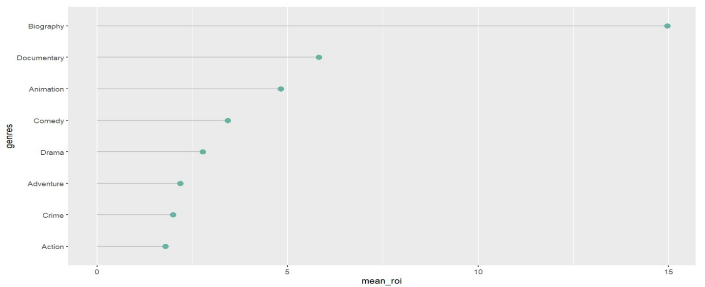 Biography
Documentary
Animation
Comedy
Drama
Adventure
Crime
Action
genres
0 5 10 15
mean_roi